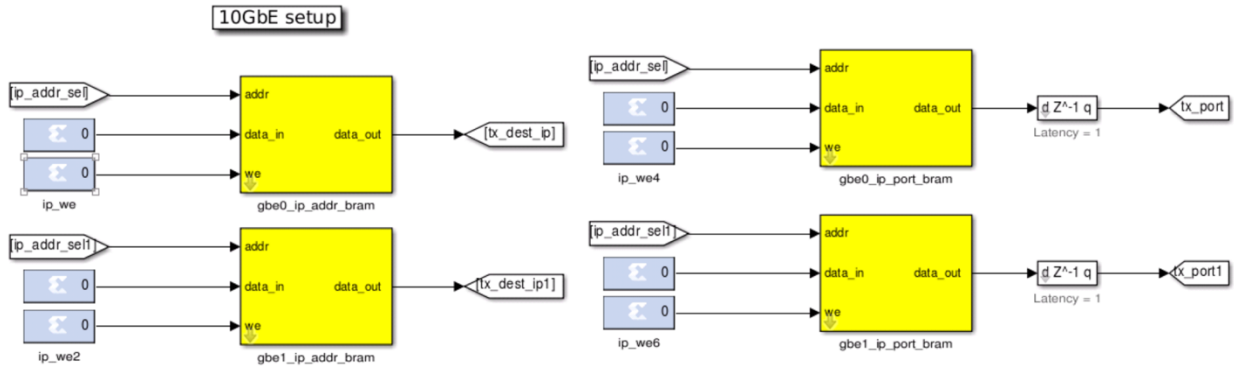 10GbE setup
[ip_addr_sel]
0
0
ip_we
addr
data_in
data_out
we
gbe0_ip_addr_bram
[tx_dest_ip]
[ip_addr_sel]
0
0
ip_we4
addr
data_in
data_out
we
gbe0_ip_port_bram
d Z^-1 q
Latency = 1
tx_port
[ip_addr_sel1]
0
0
ip_we2
addr
data_in
data_out
we
gbe1_ip_addr_bram
[tx_dest_ip1]
[ip_addr_sel1]
0
0
ip_we6
addr
data_in
data_out
we
gbe1_ip_port_bram
d Z^-1 q
Latency = 1
tx_port1